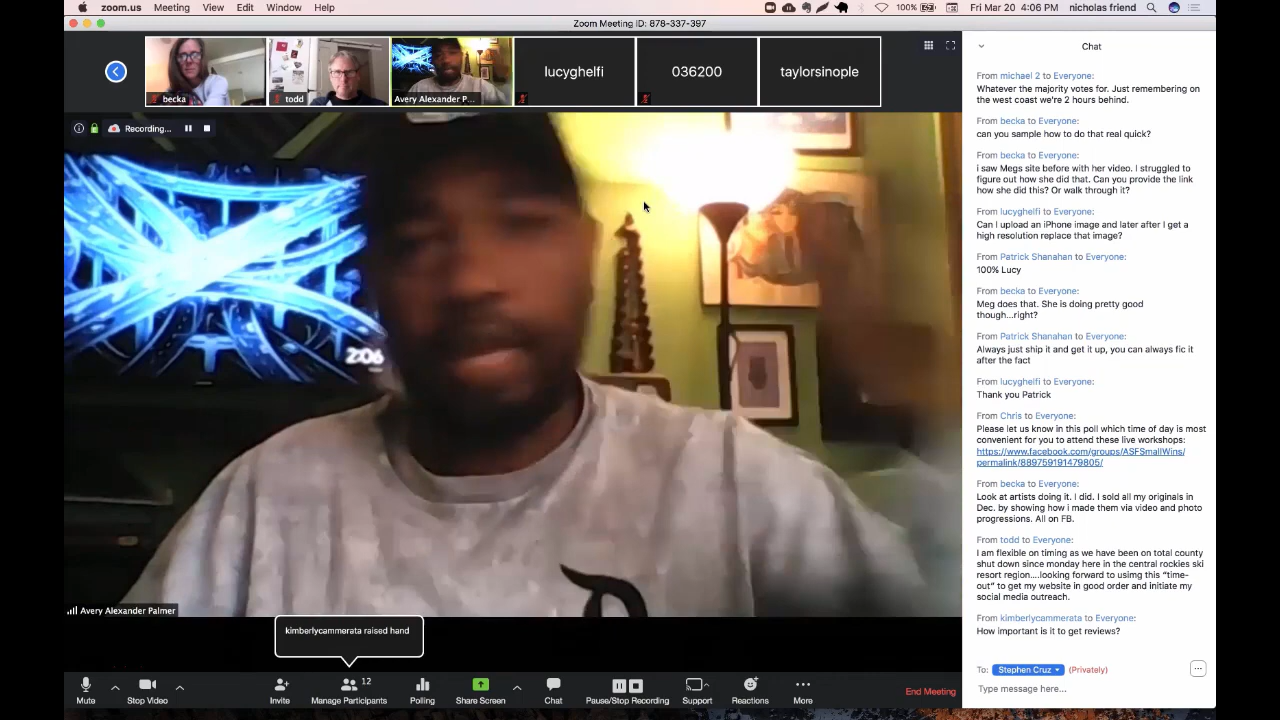 zoom.us Meeting View Edit Window Help
100% Fri Mar 20 4:06 PM nicholas friend
Zoom Meeting ID: 878-337-397
becka
todd
Avery Alexander P...
lucyghelfi
036200
taylorsinople
Recording...
2:06
Avery Alexander Palmer
kimberlycammerata raised hand
Mute
Stop Video
Invite
12
Manage Participants
Polling
Share Screen
Chat
Pause/Stop Recording
Support
Reactions
More
End Meeting
Chat
From michael 2 to Everyone:
Whatever the majority votes for. Just remembering on
the west coast we're 2 hours behind.
From becka to Everyone:
can you sample how to do that real quick?
From becka to Everyone:
i saw Megs site before with her video. I struggled to
figure out how she did that. Can you provide the link
how she did this? Or walk through it?
From lucyghelfi to Everyone:
Can I upload an iPhone image and later after I get a
high resolution replace that image?
From Patrick Shanahan to Everyone:
100% Lucy
From becka to Everyone:
Meg does that. She is doing pretty good
though...right?
From Patrick Shanahan to Everyone:
Always just ship it and get it up, you can always fic it
after the fact
From lucyghelfi to Everyone:
Thank you Patrick
From Chris to Everyone:
Please let us know in this poll which time of day is most
convenient for you to attend these live workshops:
https://www.facebook.com/groups/ASFSmallWins/
permalink/889759191479805/
From becka to Everyone:
Look at artists doing it. I did. I sold all my originals in
Dec. by showing how i made them via video and photo
progressions. All on FB.
From todd to Everyone:
I am flexible on timing as we have been on total county
shut down since monday here in the central rockies ski
resort region....looking forward to usimg this "time-
out" to get my website in good order and initiate my
social media outreach.
From kimberlycammerata to Everyone:
How important is it to get reviews?
To: Stephen Cruz (Privately)
Type message here...